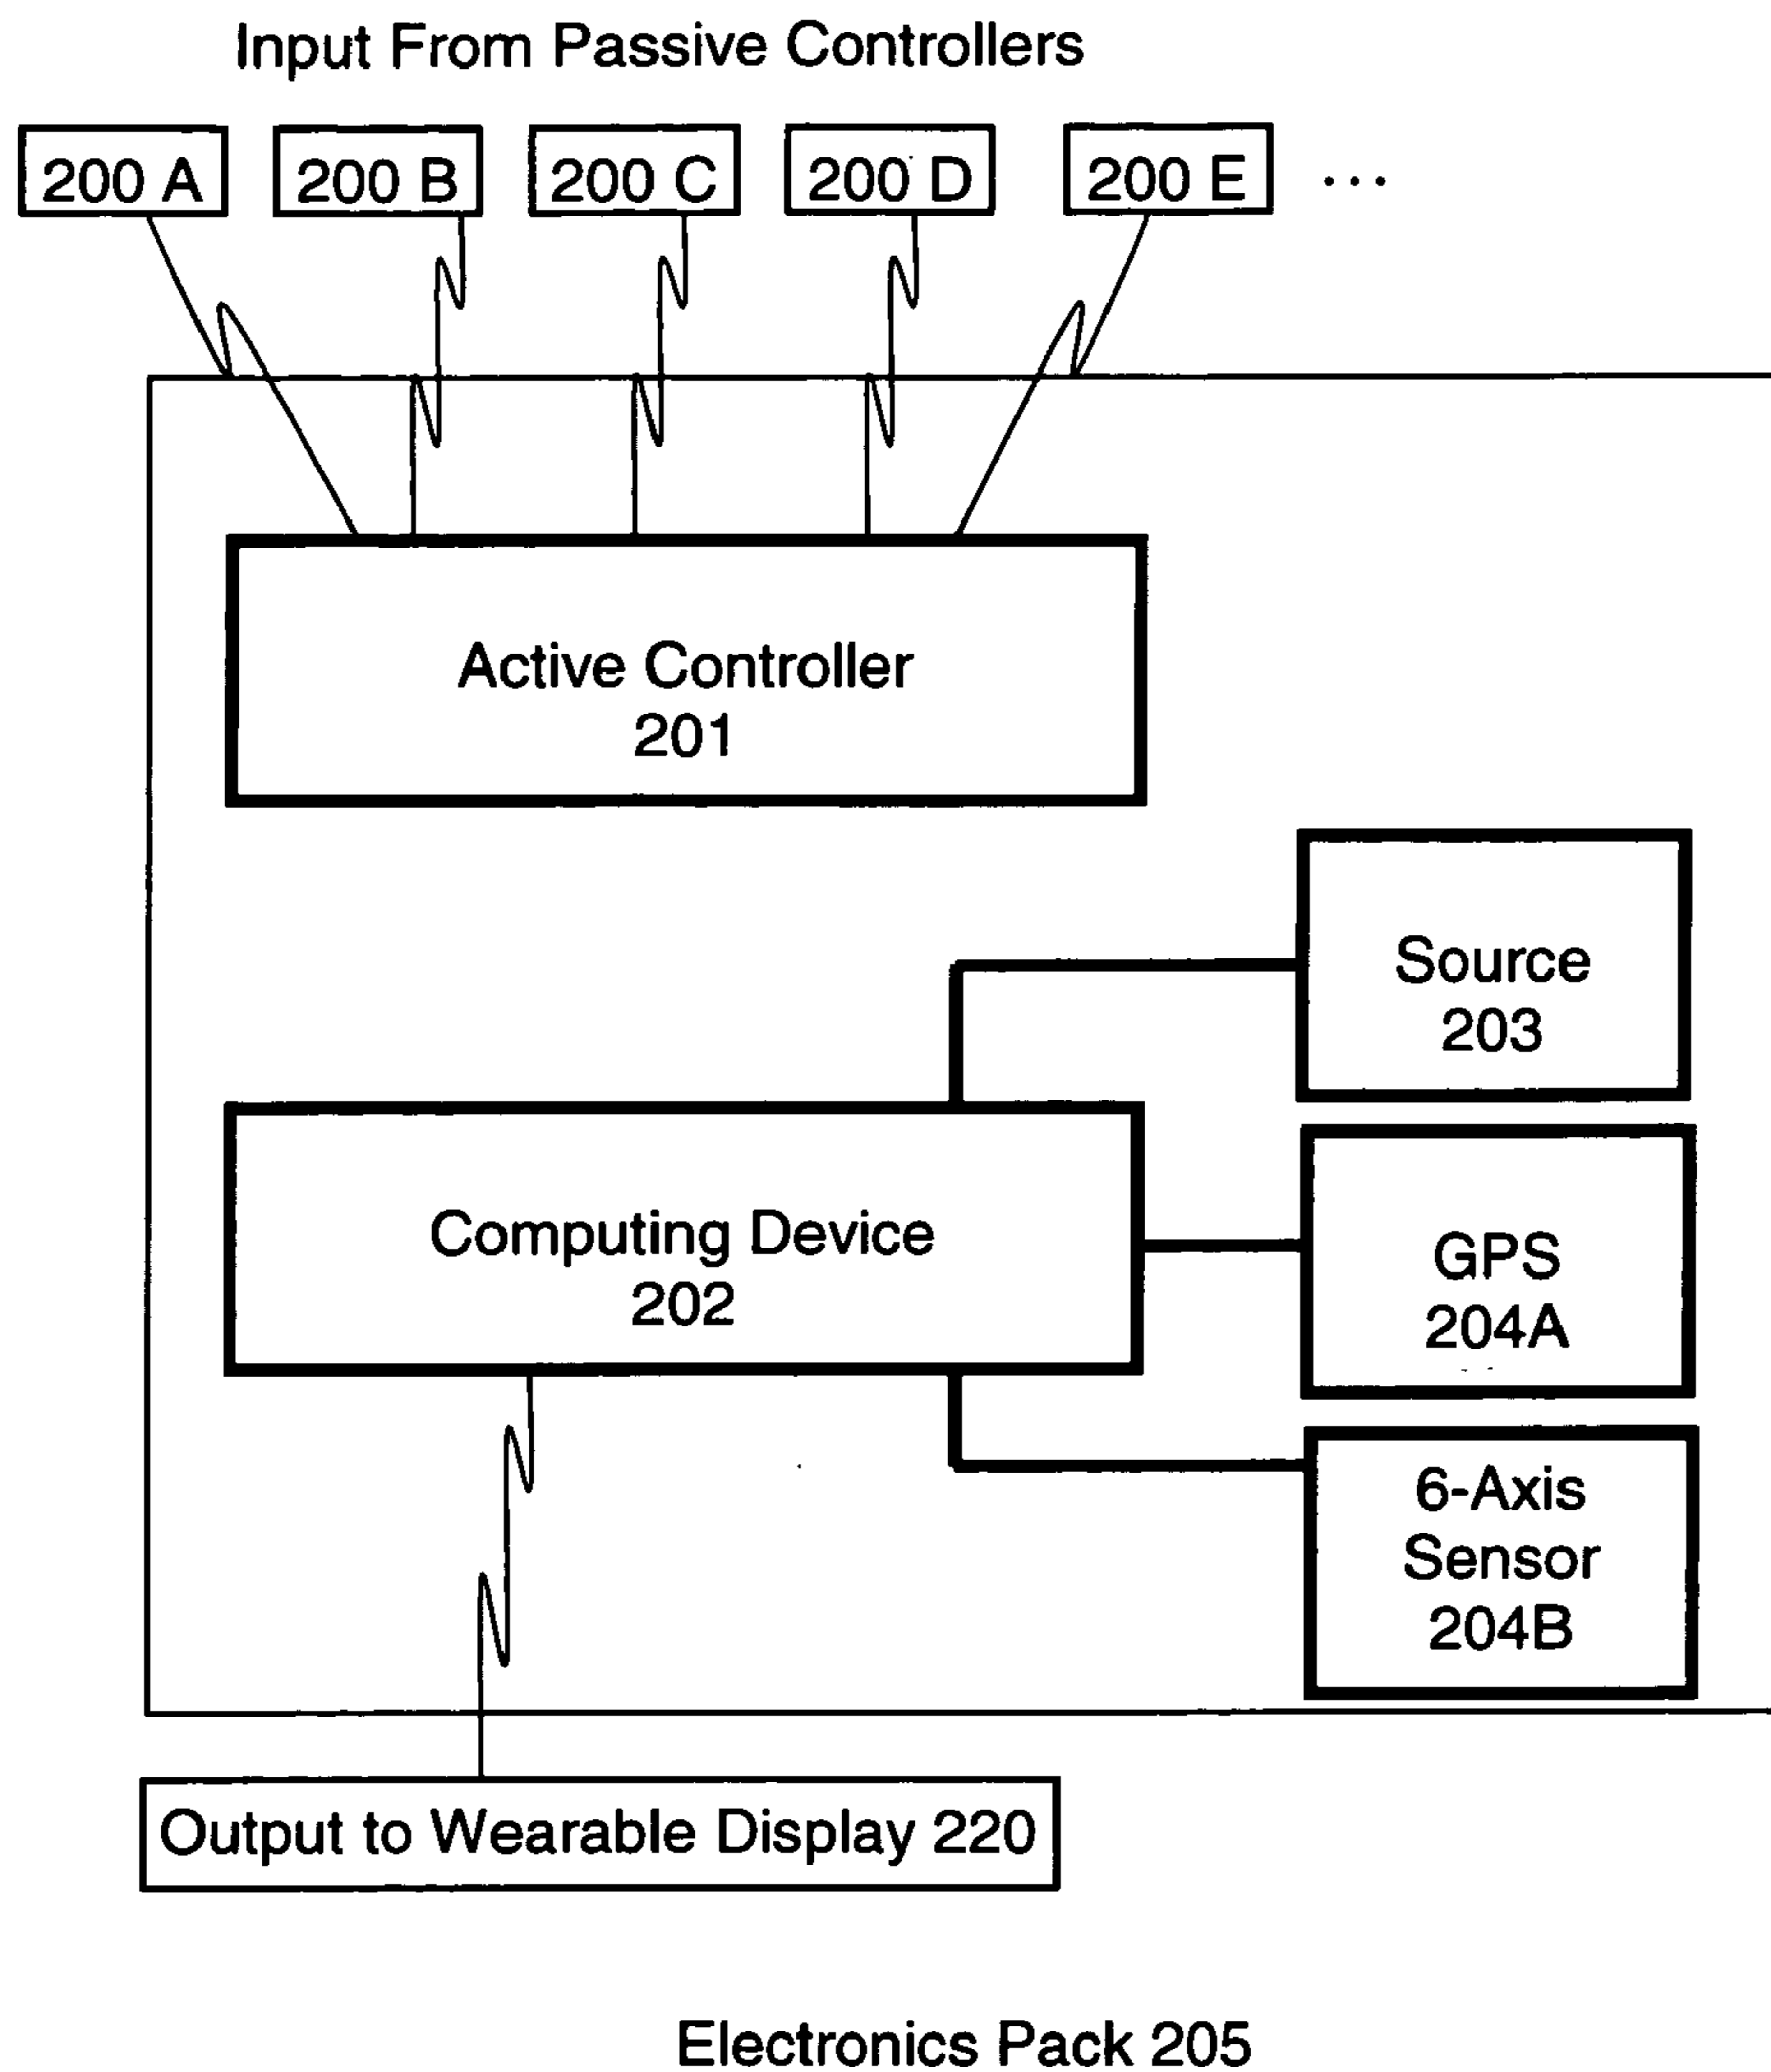 Input From Passive Controllers
200 A
200 B
200 C
200 D
200 E
...
Active Controller
201
Source
203
Computing Device
202
GPS
204A
6-Axis
Sensor
204B
Output to Wearable Display 220
Electronics Pack 205